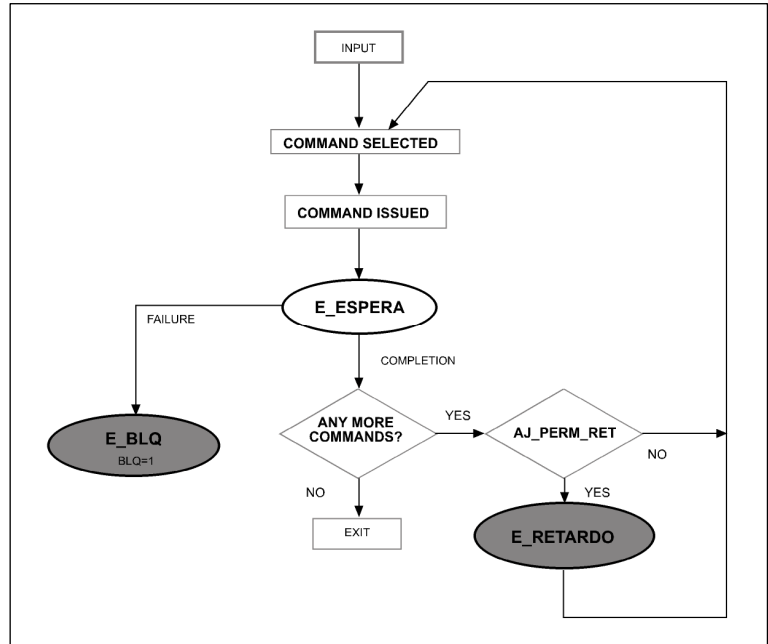 INPUT
COMMAND SELECTED
COMMAND ISSUED
E_ESPERA
FAILURE
COMPLETION
E_BLQ
BLQ=1
ANY MORE
COMMANDS?
YES
AJ_PERM_RET
NO
NO
YES
EXIT
E_RETARDO